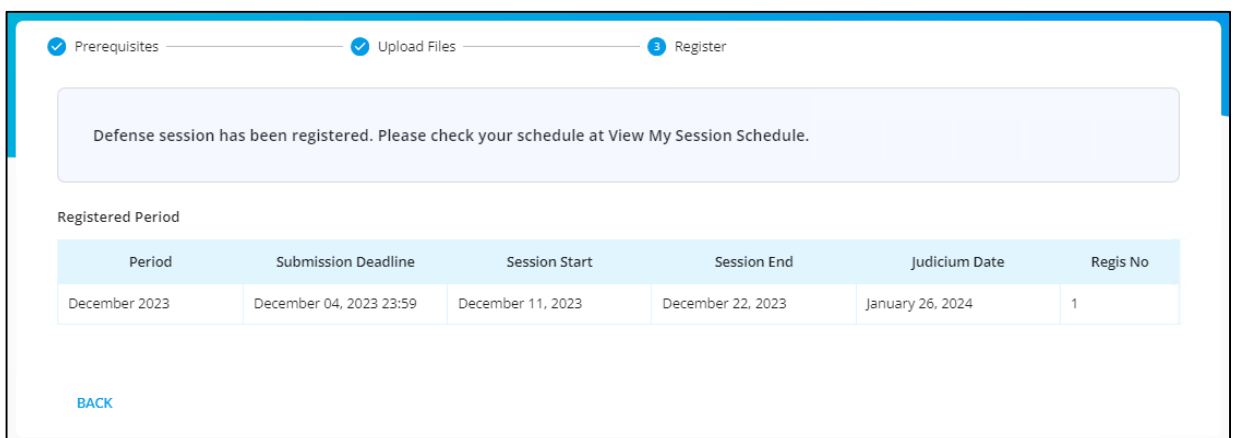 Prerequisites Upload Files 3 Register
Defense session has been registered. Please check your schedule at View My Session Schedule.
Registered Period
Period Submission Deadline Session Start Session End Judicium Date Regis No
December 2023 December 04, 2023 23:59 December 11, 2023 December 22, 2023 January 26, 2024 1
BACK